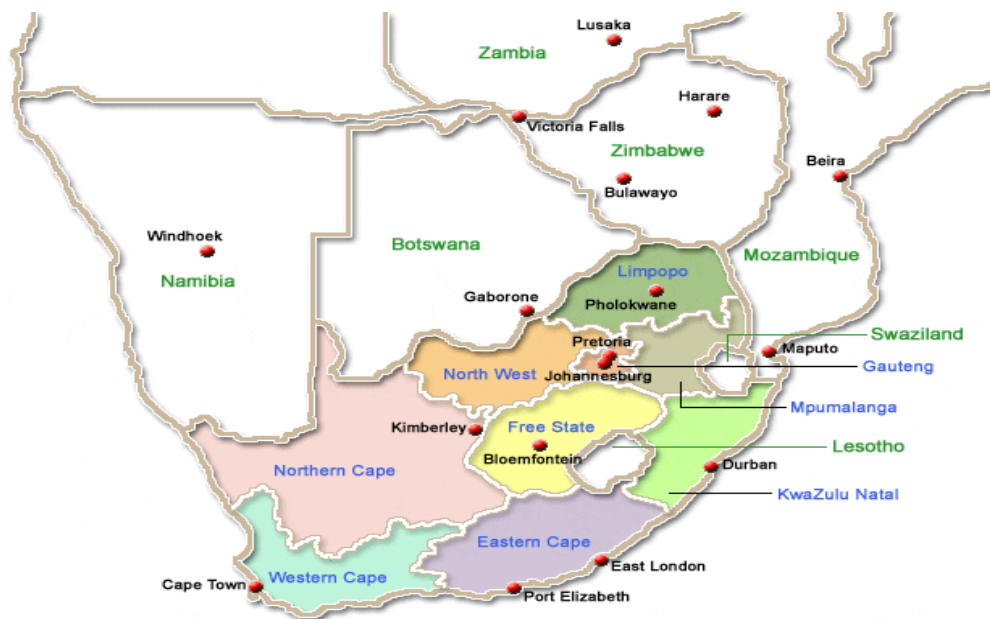 Lusaka
Zambia
Harare
Victoria Falls
Zimbabwe
Beira
Bulawayo
Windhoek
Botswana
Mozambique
Namibia
Limpopo
Gaborone
Pholokwane
Swaziland
Pretoria
Maputo
Gauteng
North West
Johannesburg
Mpumalanga
Kimberley
Free State
Lesotho
Bloemfontein
Northern Cape
Durban
KwaZulu Natal
Eastern Cape
East London
Western Cape
Cape Town
Port Elizabeth